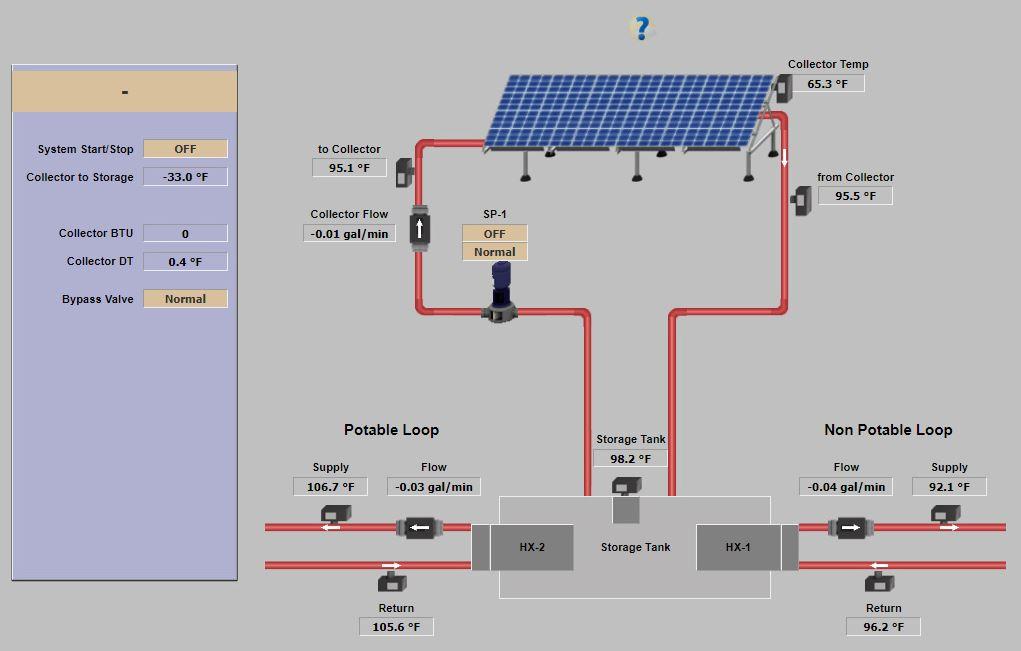 ?
-
System Start/Stop OFF
Collector to Storage -33.0 °F
Collector BTU 0
Collector DT 0.4 °F
Bypass Valve Normal
Collector Temp
65.3 °F
to Collector
95.1 °F
from Collector
95.5 °F
Collector Flow
-0.01 gal/min
SP-1
OFF
Normal
Potable Loop
Supply
106.7 °F
Flow
-0.03 gal/min
Return
105.6 °F
Storage Tank
98.2 °F
HX-2
Storage Tank
HX-1
Non Potable Loop
Flow
-0.04 gal/min
Supply
92.1 °F
Return
96.2 °F